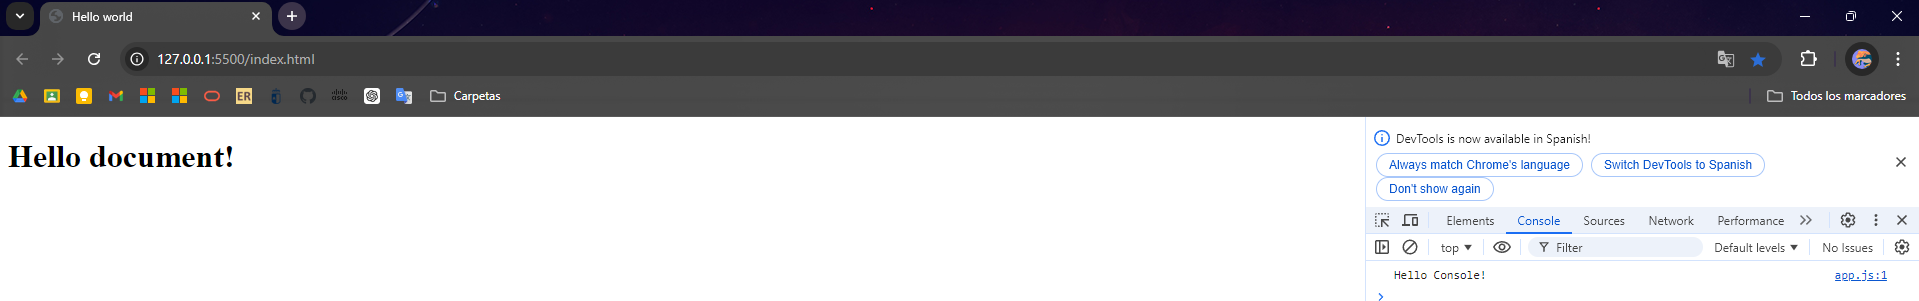 Hello world
127.0.0.1:5500/index.html
ER
CISCO
Carpetas
Todos los marcadores
Hello document!
DevTools is now available in Spanish!
Always match Chrome's language
Switch DevTools to Spanish
Don't show again
Elements
Console
Sources
Network
Performance
top
Filter
Default levels
No Issues
Hello Console!
app.js:1